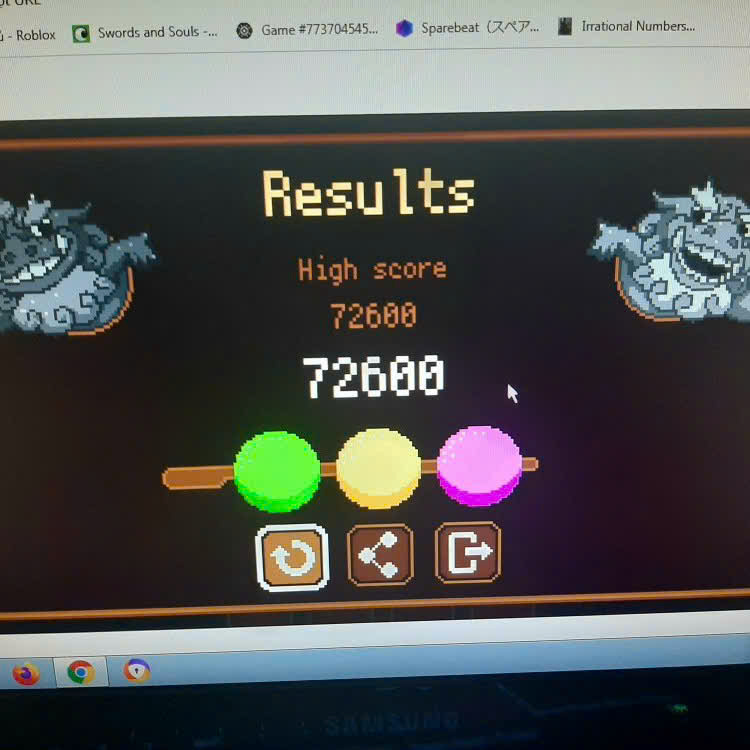 - Roblox
Swords and Souls -...
Game #773704545...
Sparebeat (スペア...
Irrational Numbers...
Results
High score
72600
72600
SAMSUNG